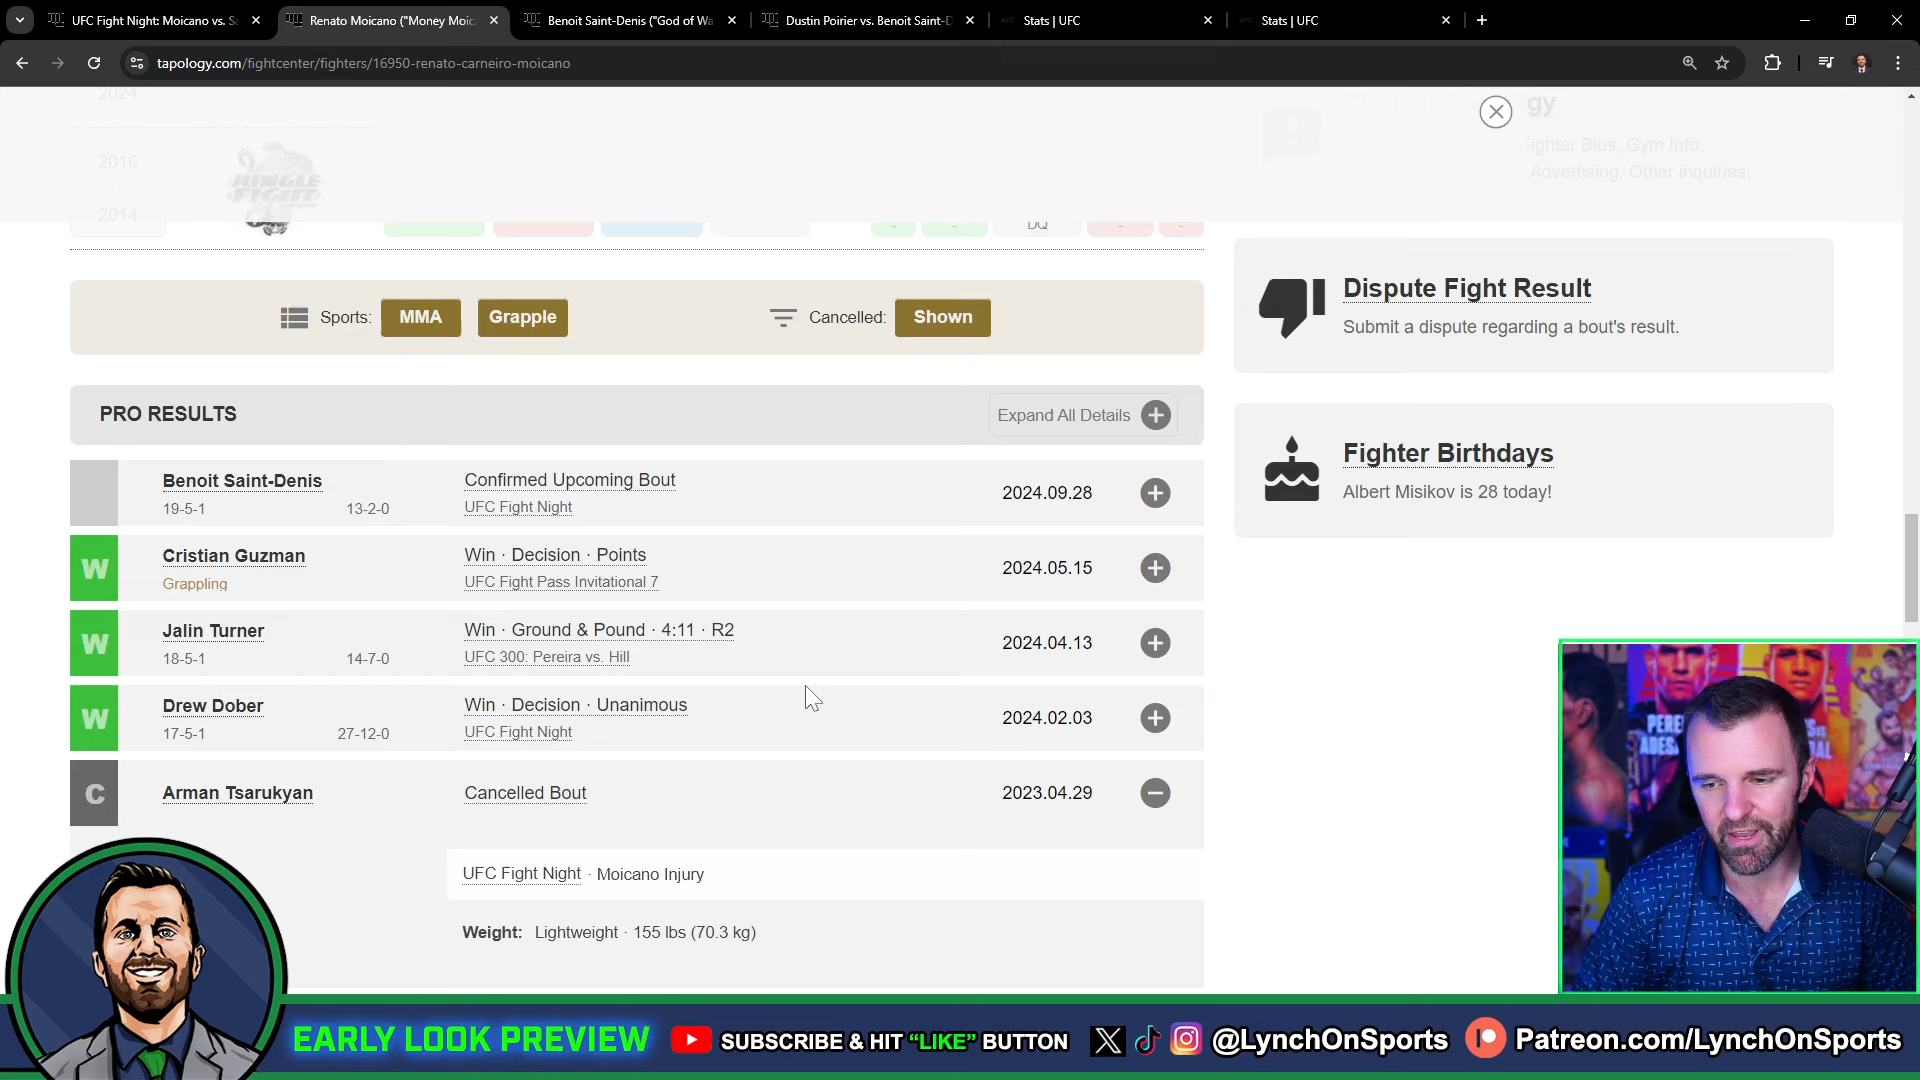 UFC Fight Night: Moicano vs. S
Renato Moicano ("Money Moic
Benoit Saint-Denis ("God of Wa
Dustin Poirier vs. Benoit Saint-D
Stats | UFC
Stats | UFC
tapology.com/fightcenter/fighters/16950-renato-carneiro-moicano
2024
2010
2014
JUNGLE
FIGHT
DQ
gy
Fighter Bios, Gym Info,
Advertising, Other Inquiries.
Sports: MMA Grapple Cancelled: Shown
Dispute Fight Result
Submit a dispute regarding a bout's result.
PRO RESULTS
Expand All Details
Fighter Birthdays
Albert Misikov is 28 today!
Benoit Saint-Denis Confirmed Upcoming Bout 2024.09.28
19-5-1 13-2-0 UFC Fight Night
W Cristian Guzman Win · Decision · Points 2024.05.15
Grappling UFC Fight Pass Invitational 7
W Jalin Turner Win · Ground & Pound · 4:11 · R2 2024.04.13
18-5-1 14-7-0 UFC 300: Pereira vs. Hill
W Drew Dober Win · Decision · Unanimous 2024.02.03
17-5-1 27-12-0 UFC Fight Night
C Arman Tsarukyan Cancelled Bout 2023.04.29
UFC Fight Night · Moicano Injury
Weight: Lightweight · 155 lbs (70.3 kg)
EARLY LOOK PREVIEW SUBSCRIBE & HIT “LIKE” BUTTON @LynchOnSports Patreon.com/LynchOnSports